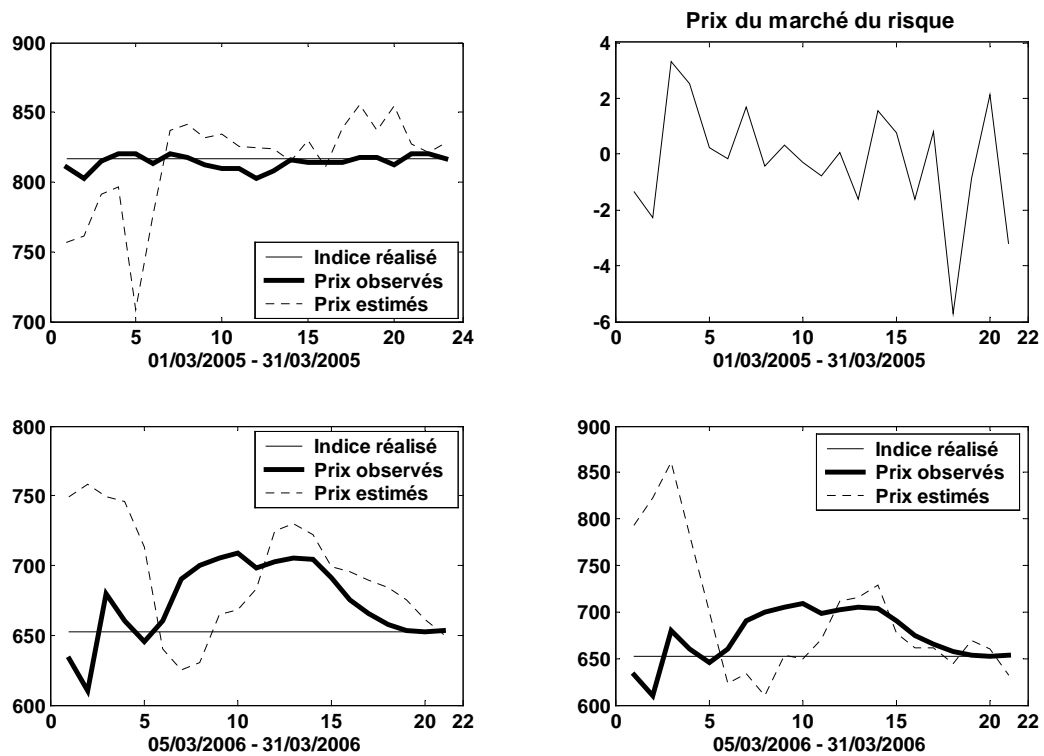 900
850
800
750
700
0 5 10 15 20 24
01/03/2005 - 31/03/2005
Indice réalisé
Prix observés
Prix estimés
Prix du marché du risque
4
2
0
-2
-4
-6
0 5 10 15 20 22
01/03/2005 - 31/03/2005
800
750
700
650
600
0 5 10 15 20 22
05/03/2006 - 31/03/2006
Indice réalisé
Prix observés
Prix estimés
900
850
800
750
700
650
600
0 5 10 15 20 22
05/03/2006 - 31/03/2006
Indice réalisé
Prix observés
Prix estimés